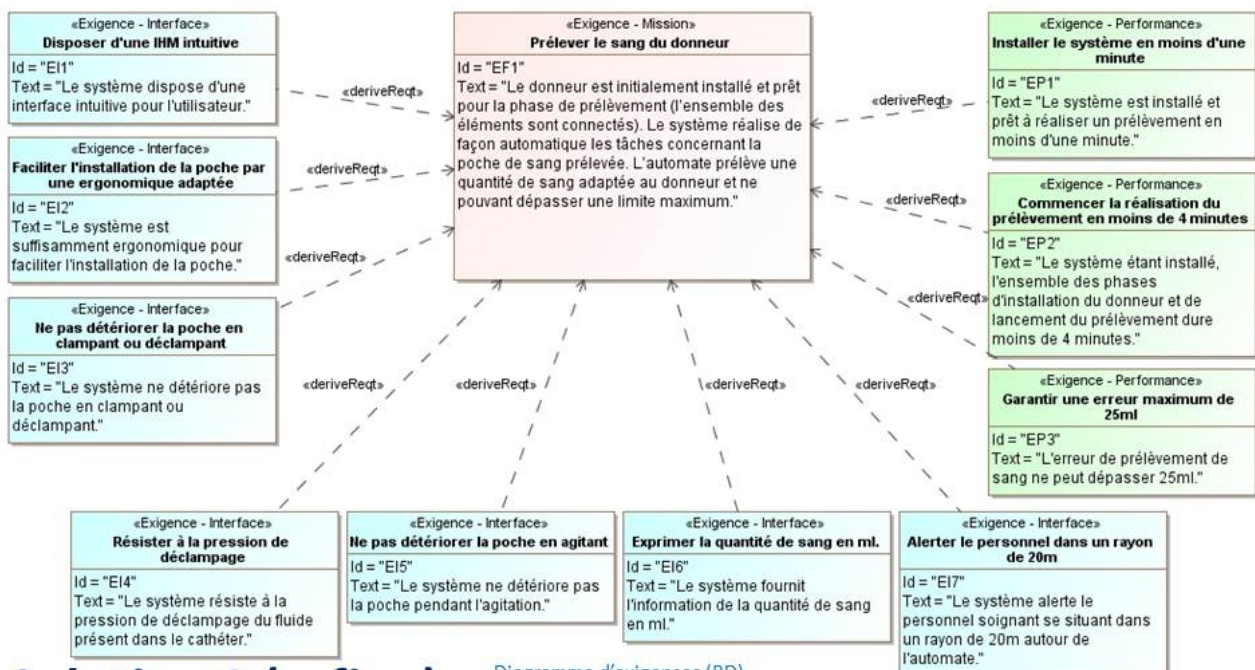 «Exigence - Interface»
Disposer d'une IHM intuitive
Id = "EI1"
Text = "Le système dispose d'une
interface intuitive pour l'utilisateur."
«deriveReqt»
«Exigence - Interface»
Faciliter l'installation de la poche par
une ergonomique adaptée
Id = "EI2"
Text = "Le système est
suffisamment ergonomique pour
faciliter l'installation de la poche."
«deriveReqt»
«Exigence - Interface»
Ne pas détériorer la poche en
clampant ou déclampant
Id = "EI3"
Text = "Le système ne détériore pas
la poche en clampant ou
déclampant."
«deriveReqt»
«Exigence - Mission»
Prélever le sang du donneur
Id = "EF1"
Text = "Le donneur est initialement installé et prêt
pour la phase de prélèvement (l'ensemble des
éléments sont connectés). Le système réalise de
façon automatique les tâches concernant la
poche de sang prélevée. L'automate prélève une
quantité de sang adaptée au donneur et ne
pouvant dépasser une limite maximum."
«Exigence - Performance»
Installer le système en moins d'une
minute
Id = "EP1"
Text = "Le système est installé et
prêt à réaliser un prélèvement en
moins d'une minute."
«deriveReqt»
«Exigence - Performance»
Commencer la réalisation du
prélèvement en moins de 4 minutes
Id = "EP2"
Text = "Le système étant installé,
l'ensemble des phases
d'installation du donneur et de
lancement du prélèvement dure
moins de 4 minutes."
«deriveReqt»
«Exigence - Performance»
Garantir une erreur maximum de
25ml
Id = "EP3"
Text = "L'erreur de prélèvement de
sang ne peut dépasser 25ml."
«deriveReqt»
«deriveReqt»
«deriveReqt»
«deriveReqt»
«deriveReqt»
«Exigence - Interface»
Résister à la pression de
déclampage
Id = "EI4"
Text = "Le système résiste à la
pression de déclampage du fluide
présent dans le cathéter."
«Exigence - Interface»
Ne pas détériorer la poche en agitant
Id = "EI5"
Text = "Le système ne détériore pas
la poche pendant l'agitation."
«Exigence - Interface»
Exprimer la quantité de sang en ml.
Id = "EI6"
Text = "Le système fournit
l'information de la quantité de sang
en ml."
«Exigence - Interface»
Alerter le personnel dans un rayon
de 20m
Id = "EI7"
Text = "Le système alerte le
personnel soignant se situant dans
un rayon de 20m autour de
l'automate."